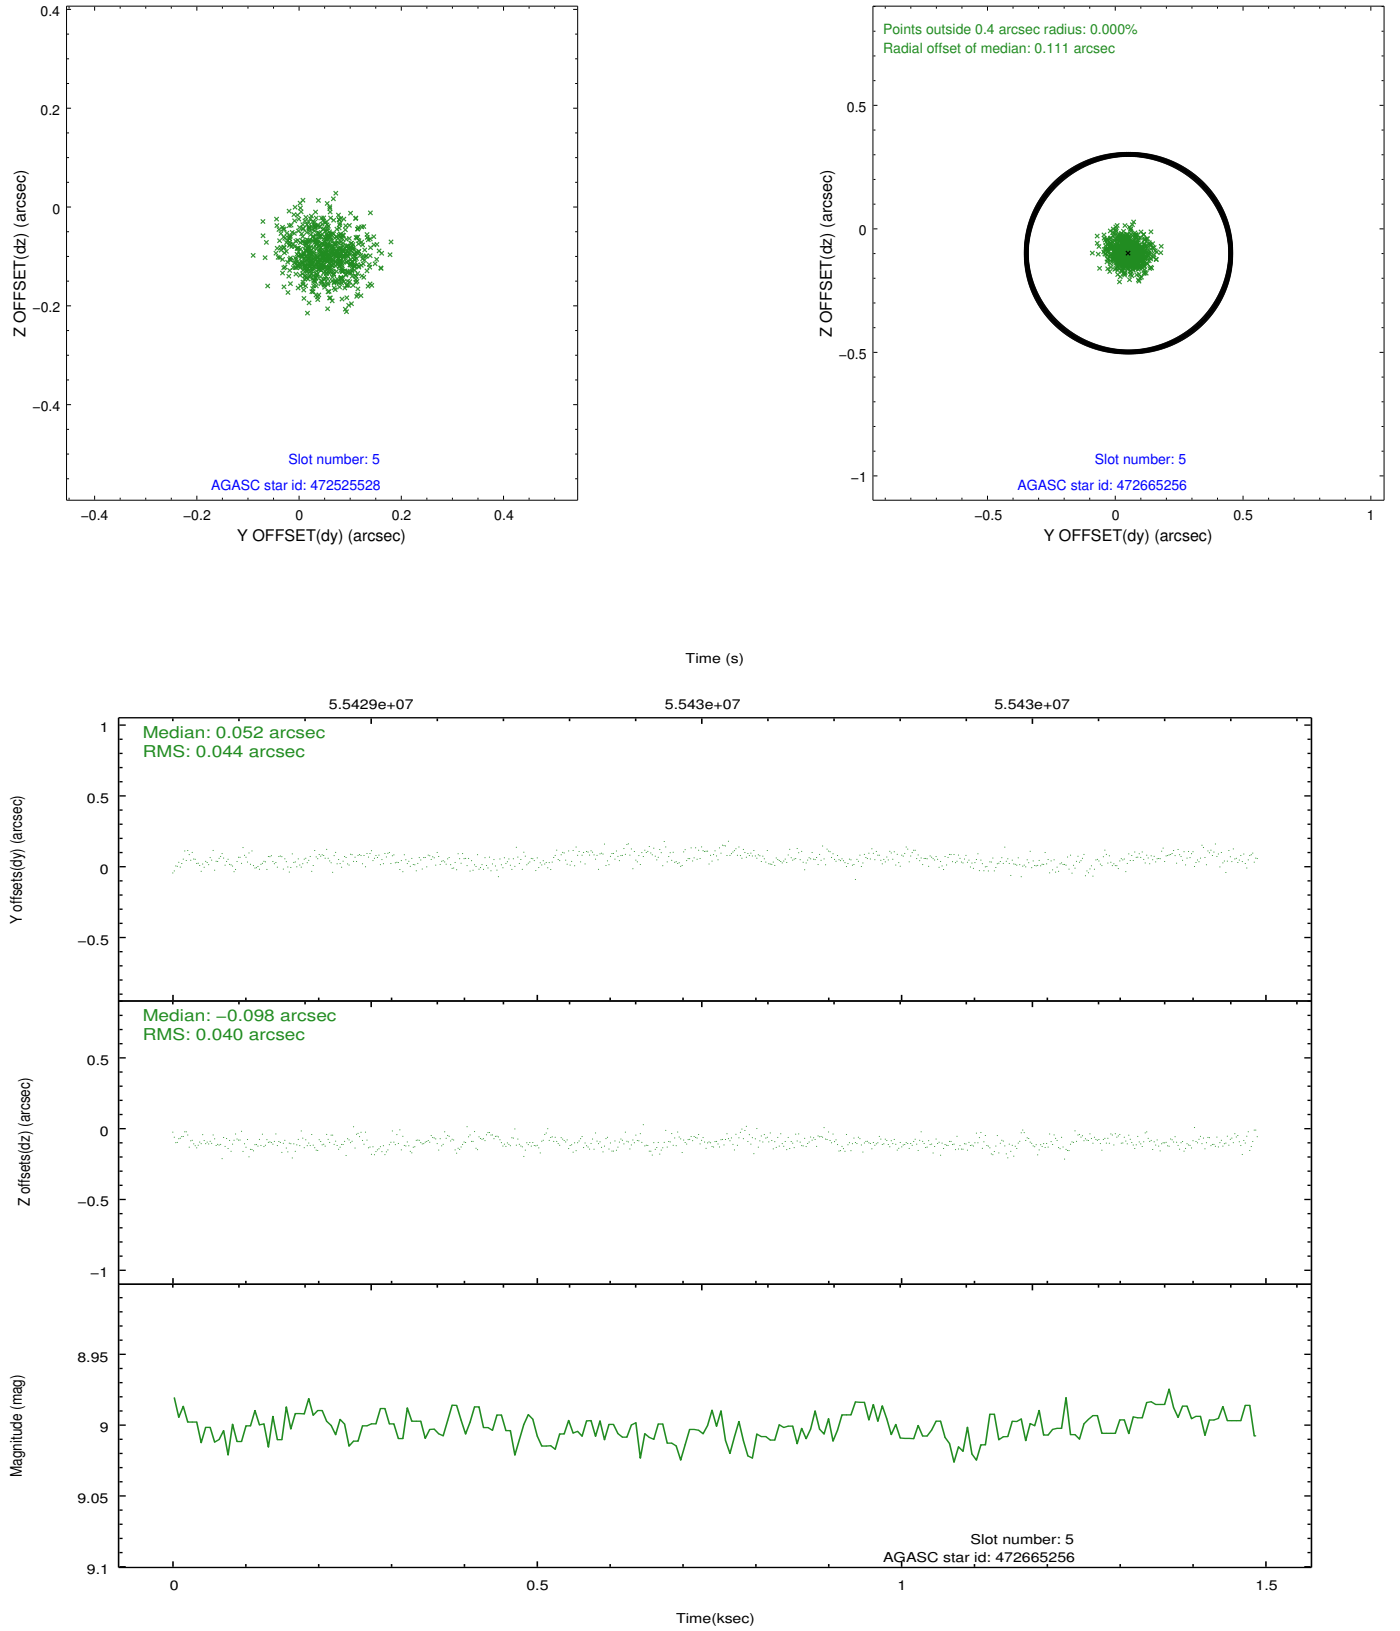 0.4
0.2
0
−0.2
−0.4
Z OFFSET(dz) (arcsec)
Slot number: 5
AGASC star id: 472525528
−0.4 −0.2 0 0.2 0.4
Y OFFSET(dy) (arcsec)
Points outside 0.4 arcsec radius: 0.000%
Radial offset of median: 0.111 arcsec
0.5
0
−0.5
−1
Z OFFSET(dz) (arcsec)
Slot number: 5
AGASC star id: 472665256
−0.5 0 0.5 1
Y OFFSET(dy) (arcsec)
Time (s)
5.5429e+07 5.543e+07 5.543e+07
Median: 0.052 arcsec
RMS: 0.044 arcsec
1
0.5
0
−0.5
Y offsets(dy) (arcsec)
Median: −0.098 arcsec
RMS: 0.040 arcsec
0.5
0
−0.5
−1
Z offsets(dz) (arcsec)
8.95
9
9.05
9.1
Magnitude (mag)
Slot number: 5
AGASC star id: 472665256
0 0.5 1 1.5
Time(ksec)